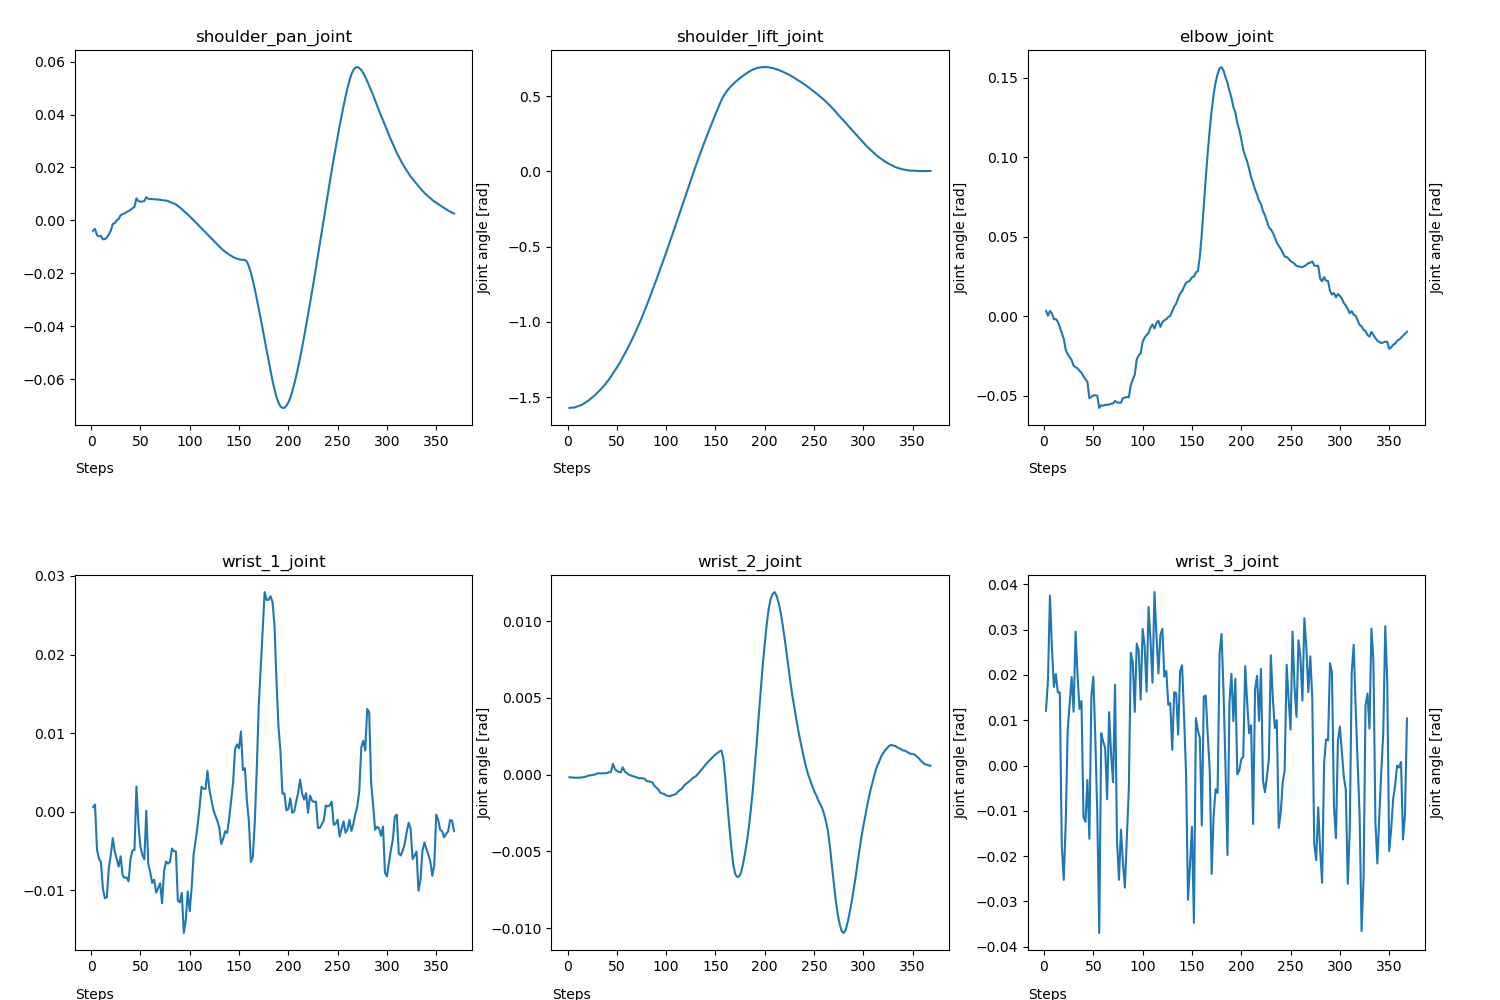 shoulder_pan_joint
0.06
0.04
0.02
0.00
−0.02
−0.04
−0.06
0 50 100 150 200 250 300 350
Steps
Joint angle [rad]
shoulder_lift_joint
0.5
0.0
−0.5
−1.0
−1.5
0 50 100 150 200 250 300 350
Steps
Joint angle [rad]
elbow_joint
0.15
0.10
0.05
0.00
−0.05
0 50 100 150 200 250 300 350
Steps
Joint angle [rad]
wrist_1_joint
0.03
0.02
0.01
0.00
−0.01
0 50 100 150 200 250 300 350
Steps
Joint angle [rad]
wrist_2_joint
0.010
0.005
0.000
−0.005
−0.010
0 50 100 150 200 250 300 350
Steps
Joint angle [rad]
wrist_3_joint
0.04
0.03
0.02
0.01
0.00
−0.01
−0.02
−0.03
−0.04
0 50 100 150 200 250 300 350
Steps
Joint angle [rad]